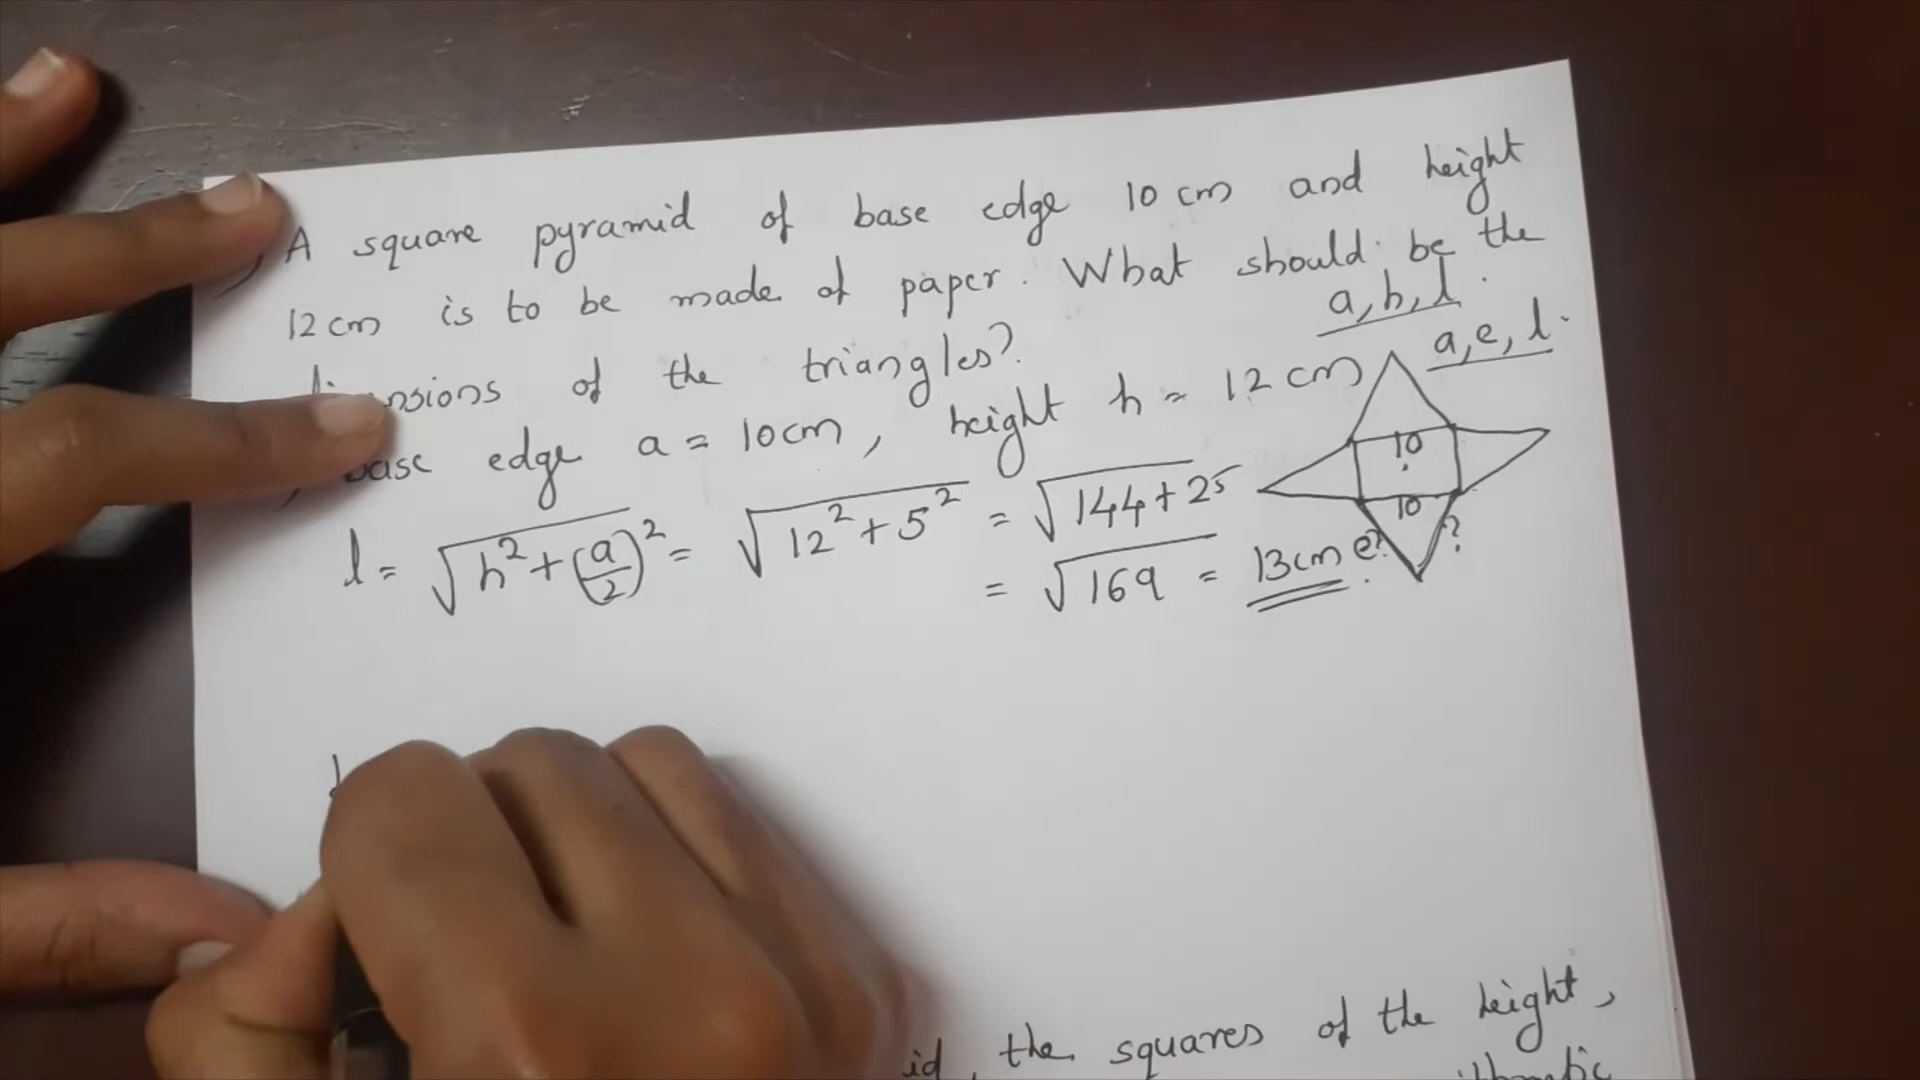 A square pyramid of base edge 10 cm and height
12 cm is to be made of paper. What should be the
a, h, l.
of the triangles?
a, e, l.
edge a = 10cm, height h = 12 cm
l = √(h² + (a/2)²) = √(12² + 5²) = √(144 + 25)
= √169 = 13cm
10
10
e?
?
the squares of the height,